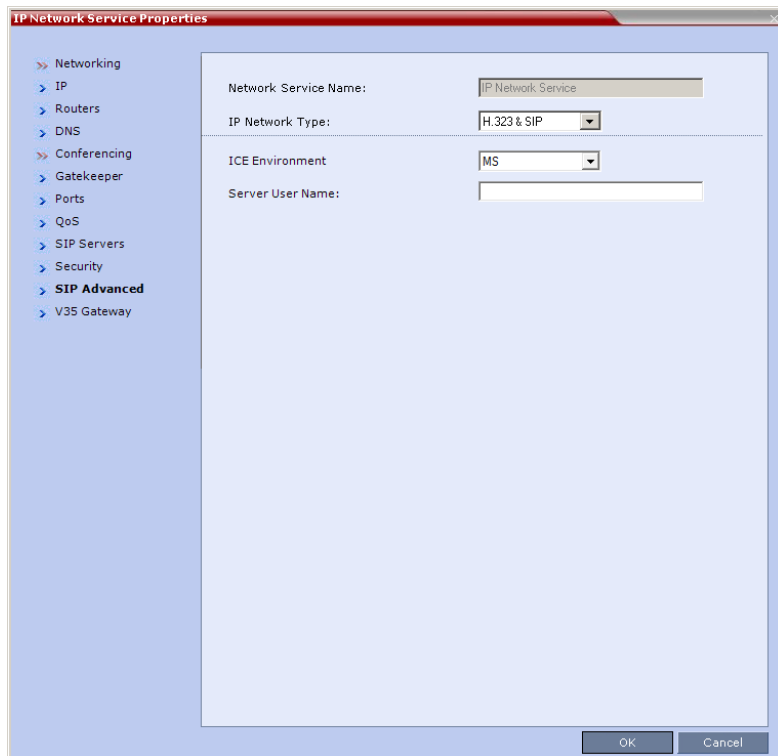 IP Network Service Properties
Networking
IP
Routers
DNS
Conferencing
Gatekeeper
Ports
QoS
SIP Servers
Security
SIP Advanced
V35 Gateway
Network Service Name: IP Network Service
IP Network Type: H.323 & SIP
ICE Environment MS
Server User Name:
OK Cancel